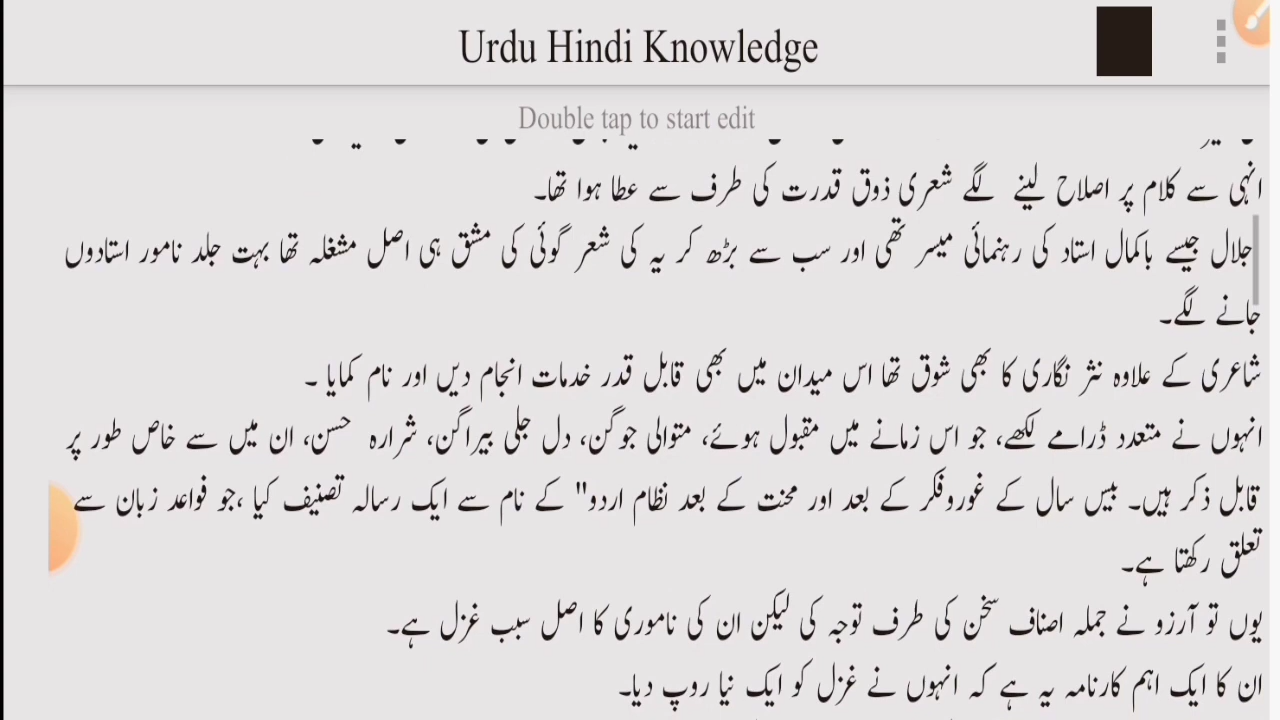 Urdu Hindi Knowledge
Double tap to start edit
انہی سے کلام پر اصلاح لینے لگے شعری ذوق قدرت کی طرف سے عطا ہوا تھا۔
جلال جیسے باکمال استاد کی رہنمائی میسر تھی اور سب سے بڑھ کر یہ کی شعر گوئی کی مشق ہی اصل مشغلہ تھا بہت جلد نامور استادوں
جانے لگے۔
شاعری کے علاوہ نثر نگاری کا بھی شوق تھا اس میدان میں بھی قابل قدر خدمات انجام دیں اور نام کمایا ۔
انہوں نے متعدد ڈرامے لکھے، جو اس زمانے میں مقبول ہوئے، متوالی جوگن، دل جلی بیراگن، شرارہ حسن، ان میں سے خاص طور پر
قابل ذکر ہیں۔ بیس سال کے غوروفکر کے بعد اور محنت کے بعد نظام اردو" کے نام سے ایک رسالہ تصنیف کیا ،جو قواعد زبان سے
تعلق رکھتا ہے۔
یوں تو آرزو نے جملہ اصناف سخن کی طرف توجہ کی لیکن ان کی ناموری کا اصل سبب غزل ہے۔
ان کا ایک اہم کارنامہ یہ ہے کہ انہوں نے غزل کو ایک نیا روپ دیا۔